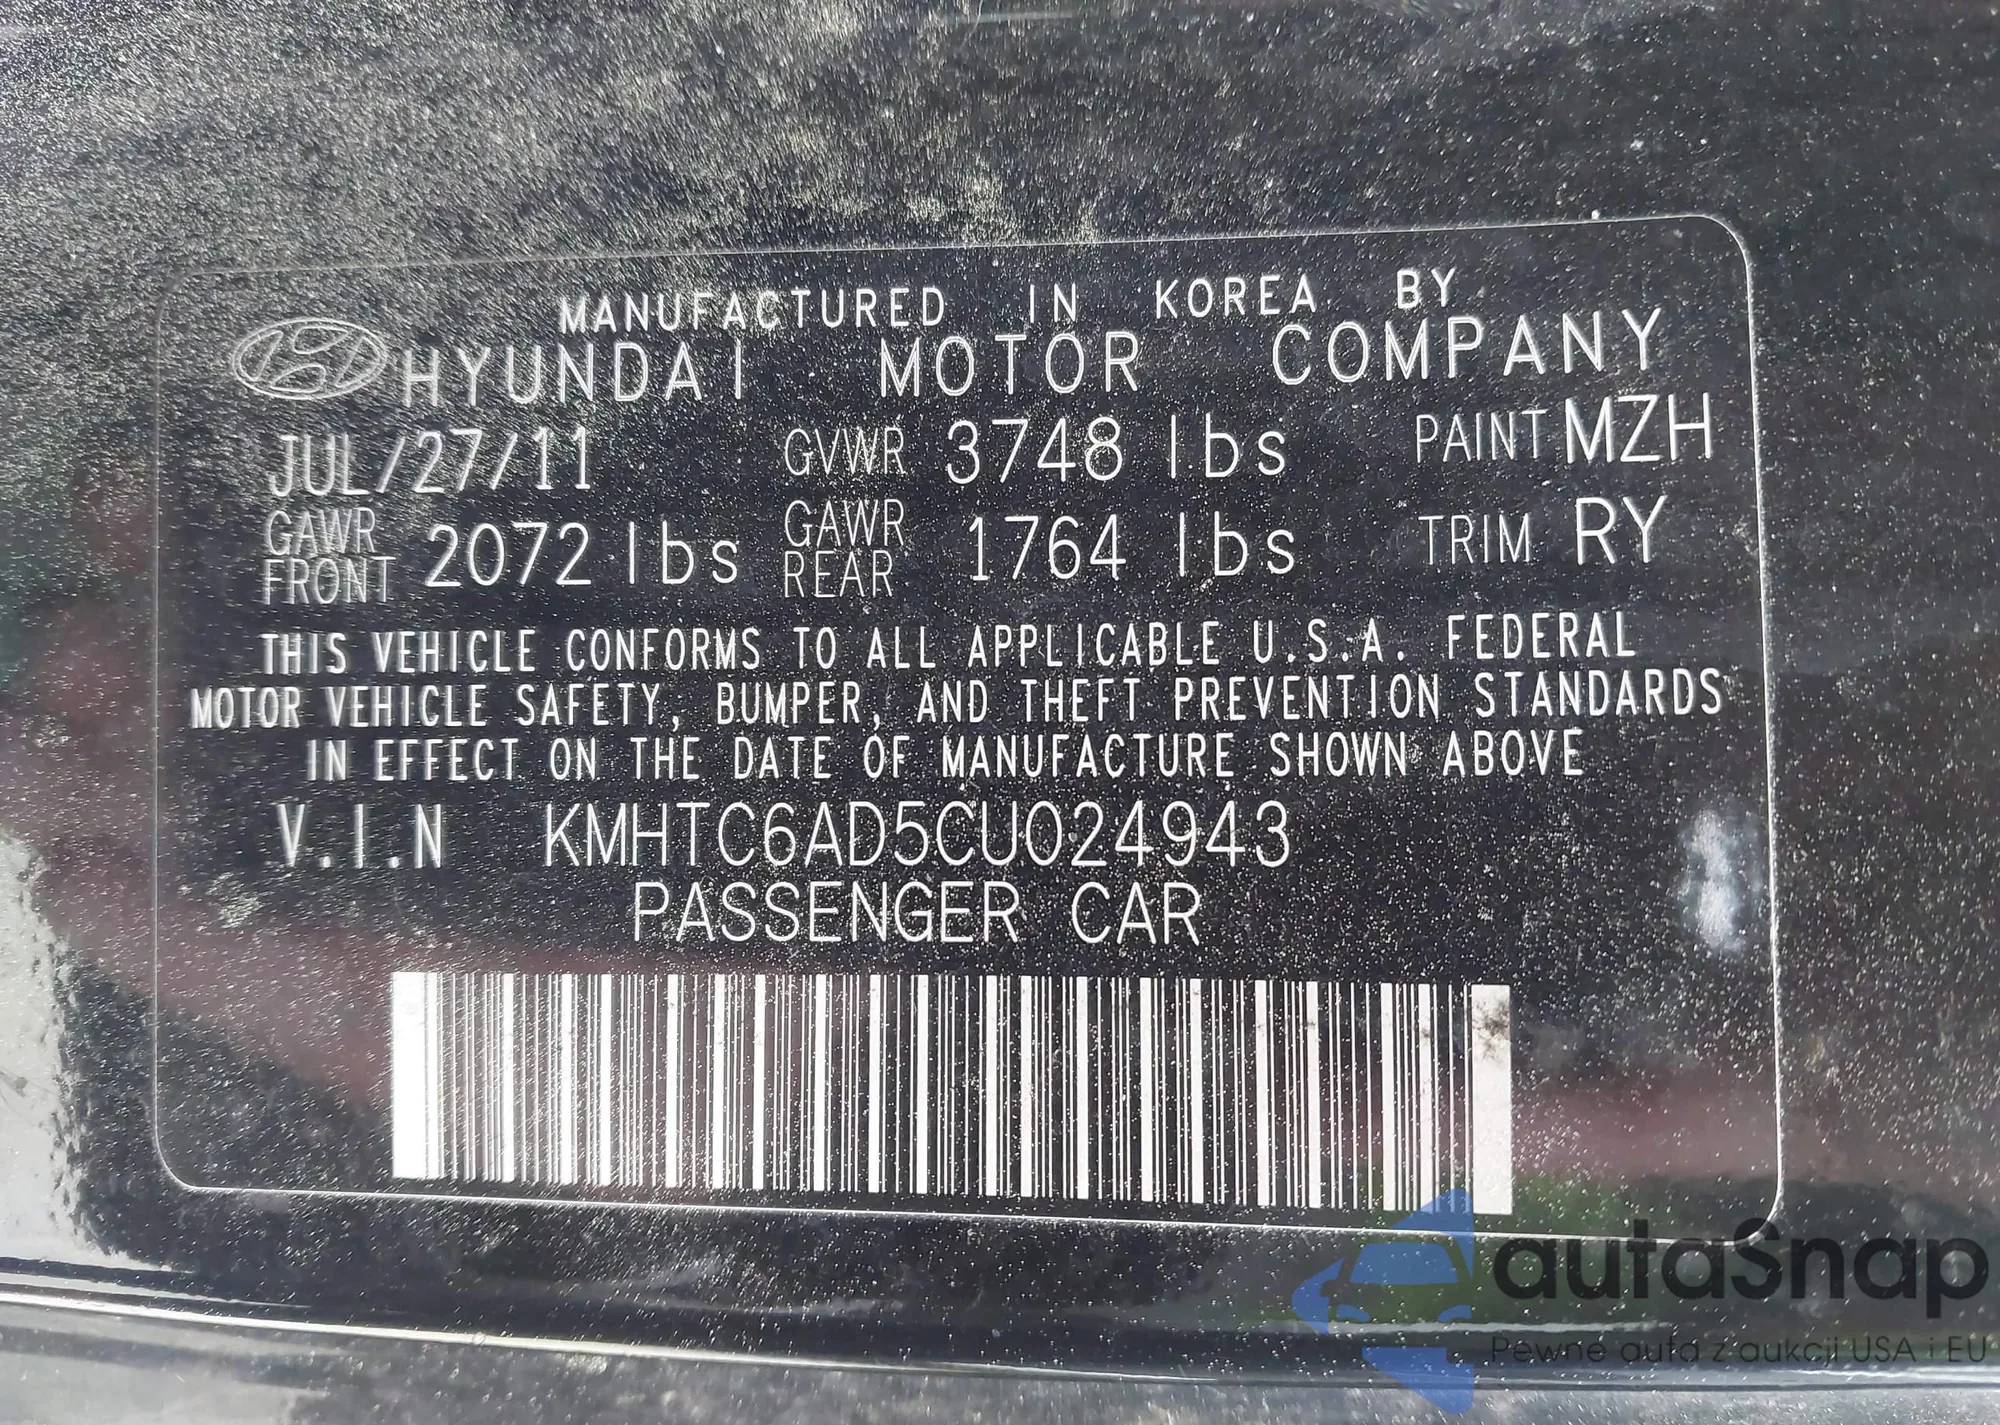 MANUFACTURED IN KOREA BY
HYUNDAI MOTOR COMPANY
JUL/27/11 GVWR 3748 lbs PAINT MZH
GAWR FRONT 2072 lbs GAWR REAR 1764 lbs TRIM RY
THIS VEHICLE CONFORMS TO ALL APPLICABLE U.S.A. FEDERAL
MOTOR VEHICLE SAFETY, BUMPER, AND THEFT PREVENTION STANDARDS
IN EFFECT ON THE DATE OF MANUFACTURE SHOWN ABOVE
V.I.N KMHTC6AD5CU024943
PASSENGER CAR
autaSnap
Pewne auta z aukcji USA i EU